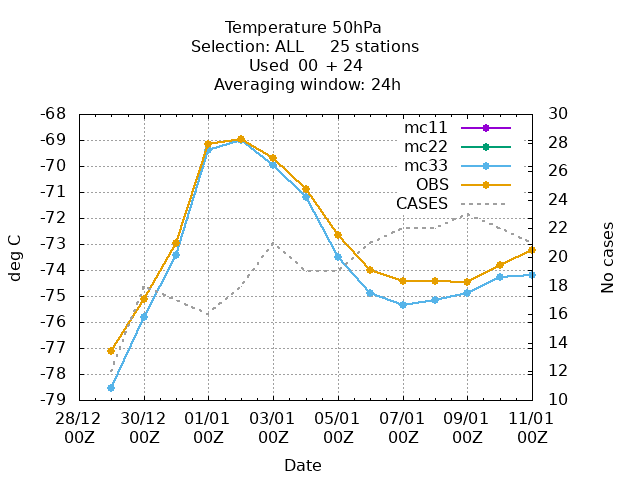 Temperature 50hPa
Selection: ALL 25 stations
Used 00 + 24
Averaging window: 24h
-68
-69
-70
-71
-72
-73
-74
-75
-76
-77
-78
-79
deg C
30
28
26
24
22
20
18
16
14
12
10
No cases
mc11
mc22
mc33
OBS
CASES
28/12 30/12 01/01 03/01 05/01 07/01 09/01 11/01
00Z 00Z 00Z 00Z 00Z 00Z 00Z 00Z
Date